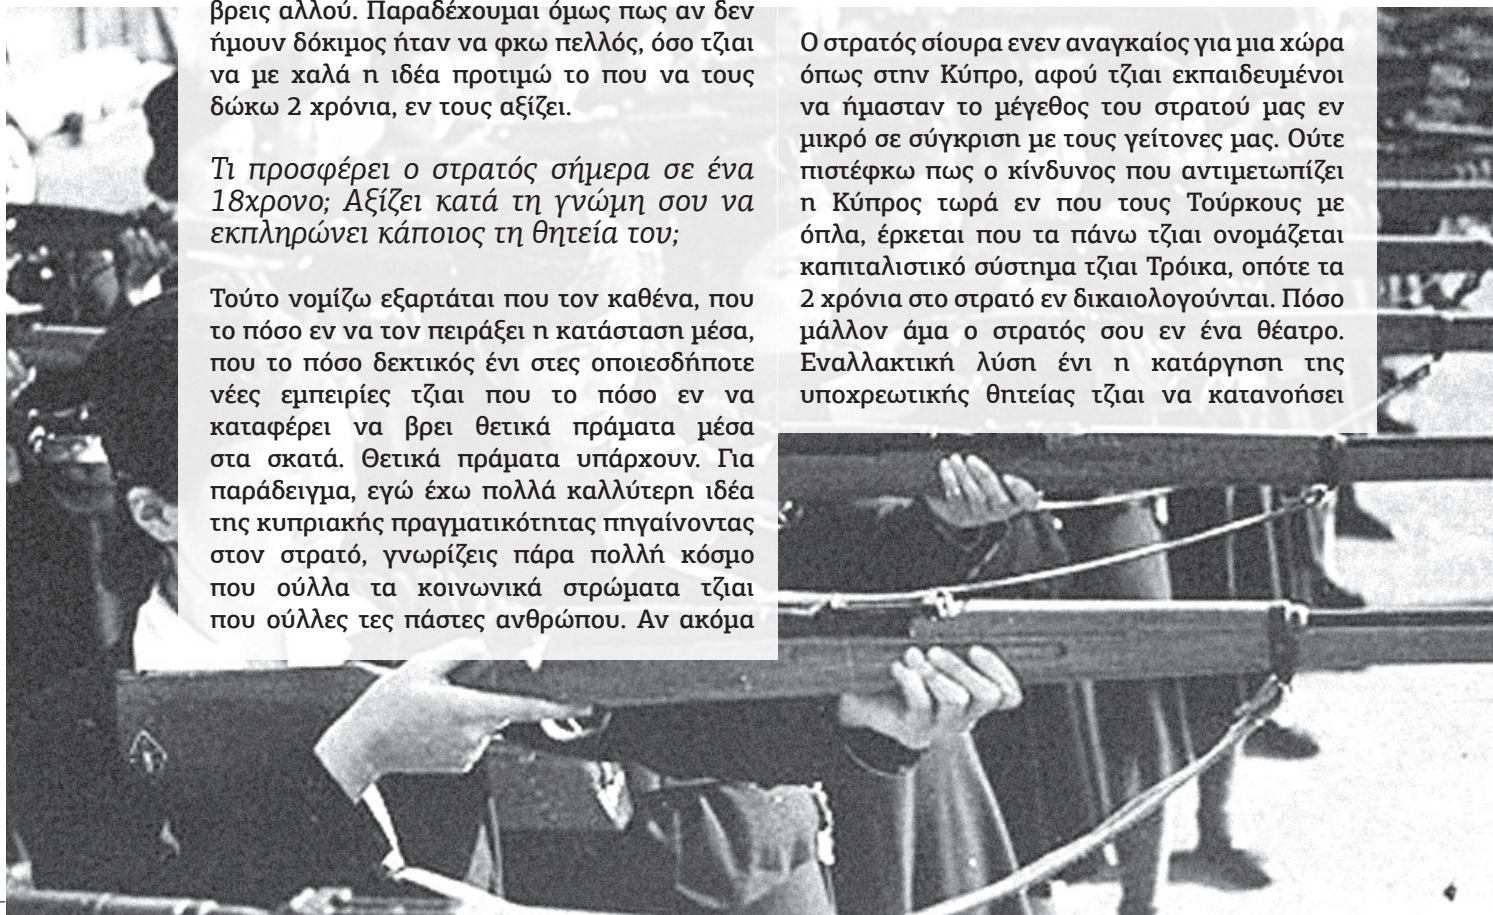 βρεις αλλού. Παραδέχουμαι όμως πως αν δεν
ήμουν δόκιμος ήταν να φκω πελλός, όσο τζιαι
να με χαλά η ιδέα προτιμώ το που να τους
δώκω 2 χρόνια, εν τους αξίζει.
Τι προσφέρει ο στρατός σήμερα σε ένα
18χρονο; Αξίζει κατά τη γνώμη σου να
εκπληρώνει κάποιος τη θητεία του;
Τούτο νομίζω εξαρτάται που τον καθένα, που
το πόσο εν να τον πειράξει η κατάσταση μέσα,
που το πόσο δεκτικός ένι στες οποιεσδήποτε
νέες εμπειρίες τζιαι που το πόσο εν να
καταφέρει να βρει θετικά πράματα μέσα
στα σκατά. Θετικά πράματα υπάρχουν. Για
παράδειγμα, εγώ έχω πολλά καλλύτερη ιδέα
της κυπριακής πραγματικότητας πηγαίνοντας
στον στρατό, γνωρίζεις πάρα πολλή κόσμο
που ούλλα τα κοινωνικά στρώματα τζιαι
που ούλλες τες πάστες ανθρώπου. Αν ακόμα
Ο στρατός σίουρα ενεν αναγκαίος για μια χώρα
όπως στην Κύπρο, αφού τζιαι εκπαιδευμένοι
να ήμασταν το μέγεθος του στρατού μας εν
μικρό σε σύγκριση με τους γείτονες μας. Ούτε
πιστέφκω πως ο κίνδυνος που αντιμετωπίζει
η Κύπρος τωρά εν που τους Τούρκους με
όπλα, έρκεται που τα πάνω τζιαι ονομάζεται
καπιταλιστικό σύστημα τζιαι Τρόικα, οπότε τα
2 χρόνια στο στρατό εν δικαιολογούνται. Πόσο
μάλλον άμα ο στρατός σου εν ένα θέατρο.
Εναλλακτική λύση ένι η κατάργηση της
υποχρεωτικής θητείας τζιαι να κατανοήσει